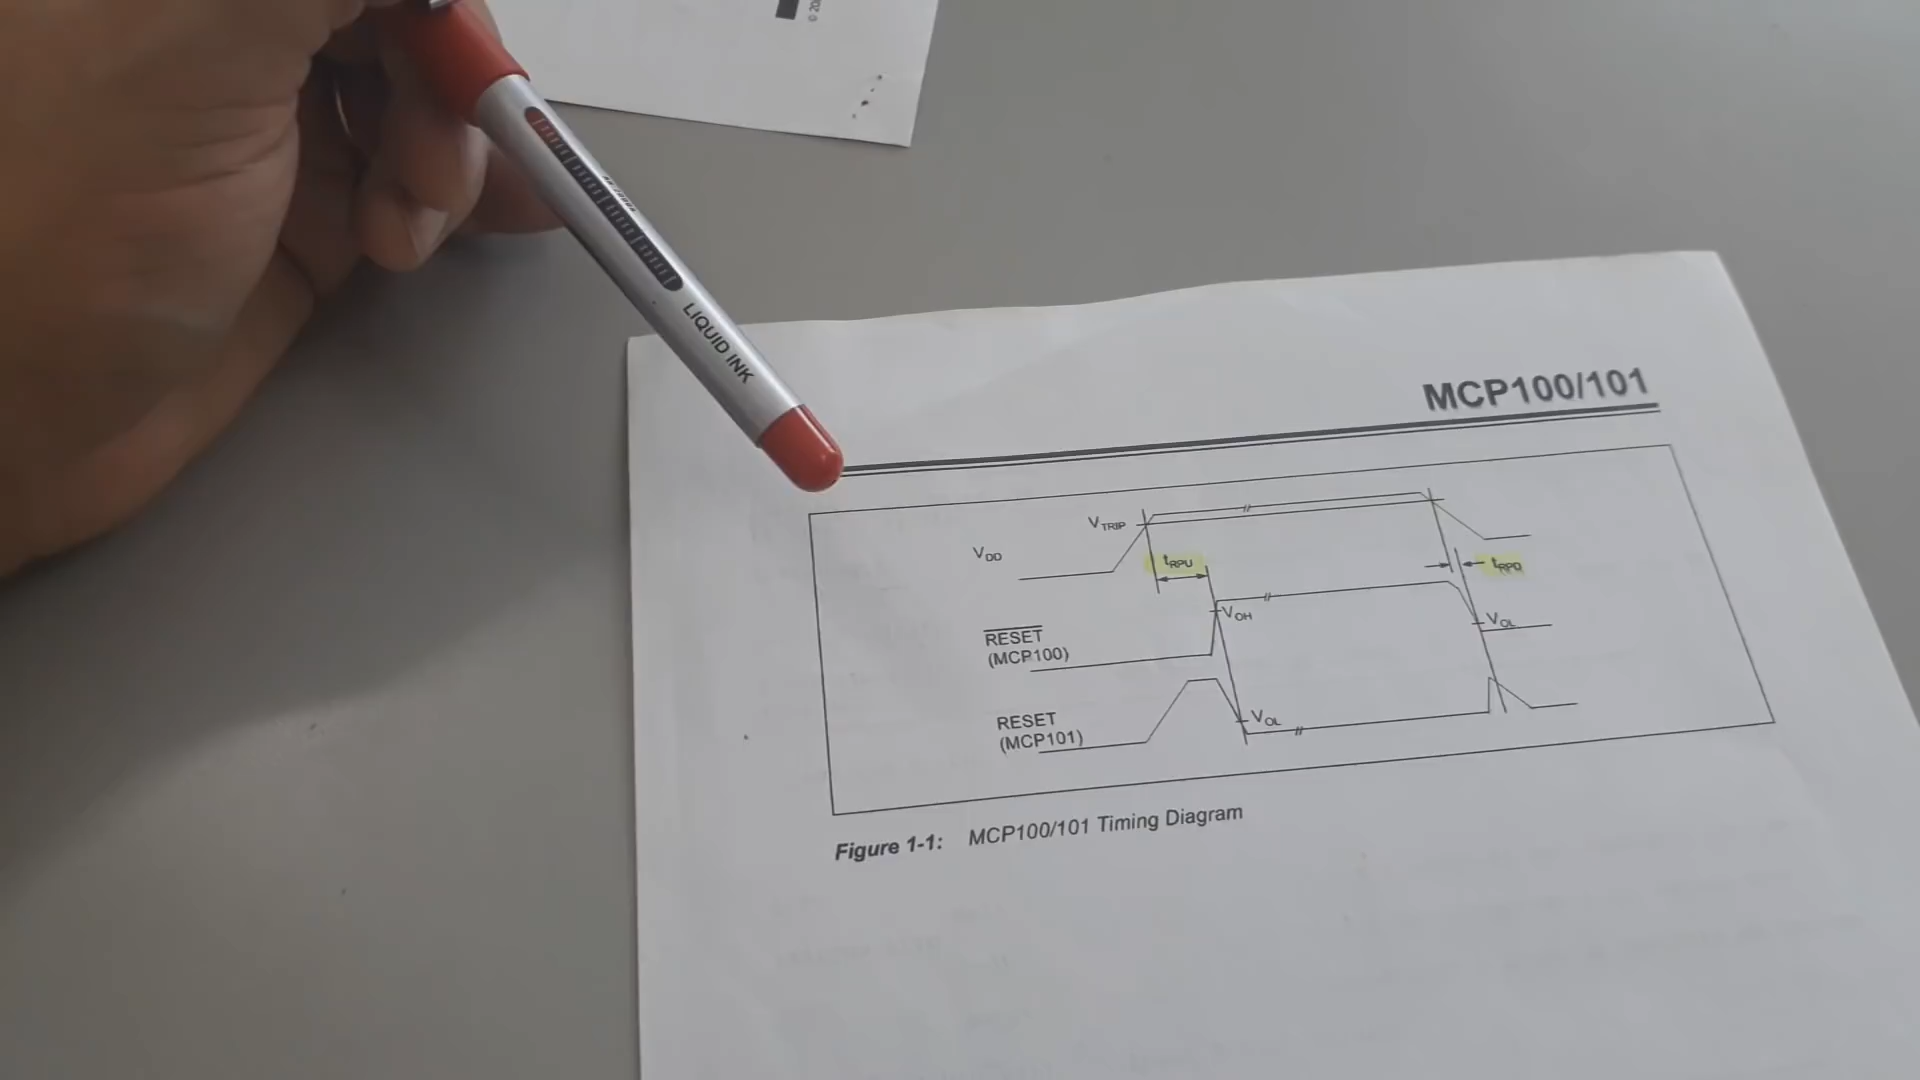 © 20
LIQUID INK
MCP100/101
VTRIP
VDD
tRPU
tRPD
VOH
VOL
RESET
(MCP100)
RESET
(MCP101)
VOL
Figure 1-1: MCP100/101 Timing Diagram